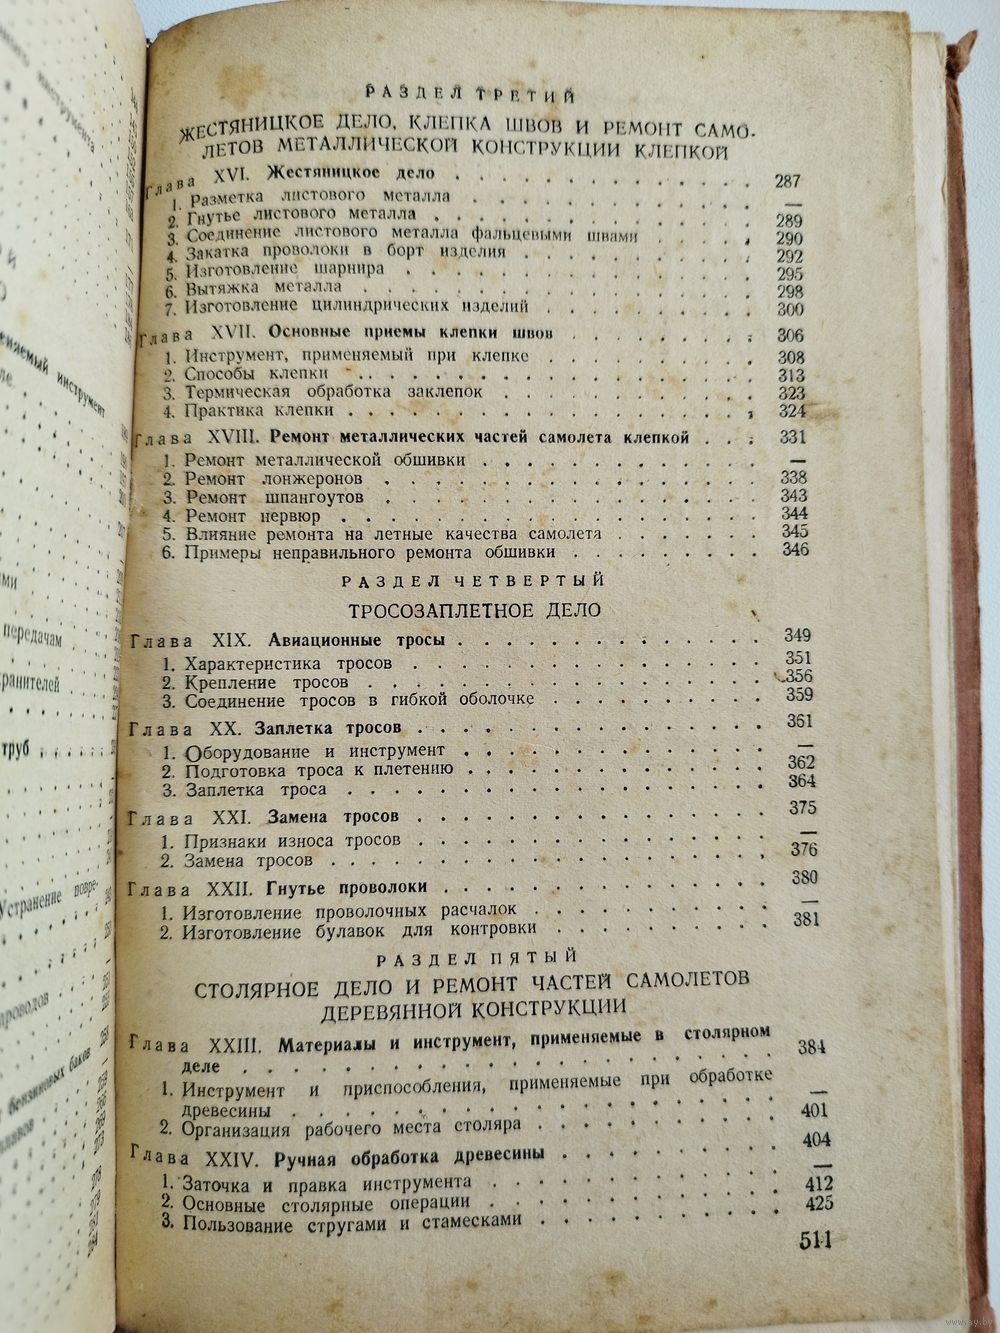 РАЗДЕЛ ТРЕТИЙ
ЖЕСТЯНИЦКОЕ ДЕЛО, КЛЕПКА ШВОВ И РЕМОНТ САМО-
ЛЕТОВ МЕТАЛЛИЧЕСКОЙ КОНСТРУКЦИИ КЛЕПКОЙ
Глава XVI. Жестяницкое дело . . . . . . . . . . . . . 287
1. Разметка листового металла . . . . . . . . . . . . . —
2. Гнутье листового металла . . . . . . . . . . . . . 289
3. Соединение листового металла фальцевыми швами . . . . . 290
4. Закатка проволоки в борт изделия . . . . . . . . . . 292
5. Изготовление шарнира . . . . . . . . . . . . . . 295
6. Вытяжка металла . . . . . . . . . . . . . . . . 298
7. Изготовление цилиндрических изделий . . . . . . . . . 300
Глава XVII. Основные приемы клепки швов . . . . . . . . 306
1. Инструмент, применяемый при клепке . . . . . . . . . 308
2. Способы клепки . . . . . . . . . . . . . . . . . 313
3. Термическая обработка заклепок . . . . . . . . . . . 323
4. Практика клепки . . . . . . . . . . . . . . . . 324
Глава XVIII. Ремонт металлических частей самолета клепкой . . . 331
1. Ремонт металлической обшивки . . . . . . . . . . . . —
2. Ремонт лонжеронов . . . . . . . . . . . . . . . 338
3. Ремонт шпангоутов . . . . . . . . . . . . . . . 343
4. Ремонт нервюр . . . . . . . . . . . . . . . . . 344
5. Влияние ремонта на летные качества самолета . . . . . . 345
6. Примеры неправильного ремонта обшивки . . . . . . . . 346
РАЗДЕЛ ЧЕТВЕРТЫЙ
ТРОСОЗАПЛЕТНОЕ ДЕЛО
Глава XIX. Авиационные тросы . . . . . . . . . . . . 349
1. Характеристика тросов . . . . . . . . . . . . . . 351
2. Крепление тросов . . . . . . . . . . . . . . . . 356
3. Соединение тросов в гибкой оболочке . . . . . . . . . 359
Глава XX. Заплетка тросов . . . . . . . . . . . . . . 361
1. Оборудование и инструмент . . . . . . . . . . . . . —
2. Подготовка троса к плетению . . . . . . . . . . . . 362
3. Заплетка троса . . . . . . . . . . . . . . . . . 364
Глава XXI. Замена тросов . . . . . . . . . . . . . . 375
1. Признаки износа тросов . . . . . . . . . . . . . . —
2. Замена тросов . . . . . . . . . . . . . . . . . 376
Глава XXII. Гнутье проволоки . . . . . . . . . . . . . 380
1. Изготовление проволочных расчалок . . . . . . . . . . —
2. Изготовление булавок для контровки . . . . . . . . . 381
РАЗДЕЛ ПЯТЫЙ
СТОЛЯРНОЕ ДЕЛО И РЕМОНТ ЧАСТЕЙ САМОЛЕТОВ
ДЕРЕВЯННОЙ КОНСТРУКЦИИ
Глава XXIII. Материалы и инструмент, применяемые в столярном
деле . . . . . . . . . . . . . . . . . . . . . 384
1. Инструмент и приспособления, применяемые при обработке
древесины . . . . . . . . . . . . . . . . . . . —
2. Организация рабочего места столяра . . . . . . . . . 401
Глава XXIV. Ручная обработка древесины . . . . . . . . . 404
1. Заточка и правка инструмента . . . . . . . . . . . . —
2. Основные столярные операции . . . . . . . . . . . . 412
3. Пользование стругами и стамесками . . . . . . . . . . 425
511
передачам
труб
Устранение повре-
бензиновых баков
www.ay.by